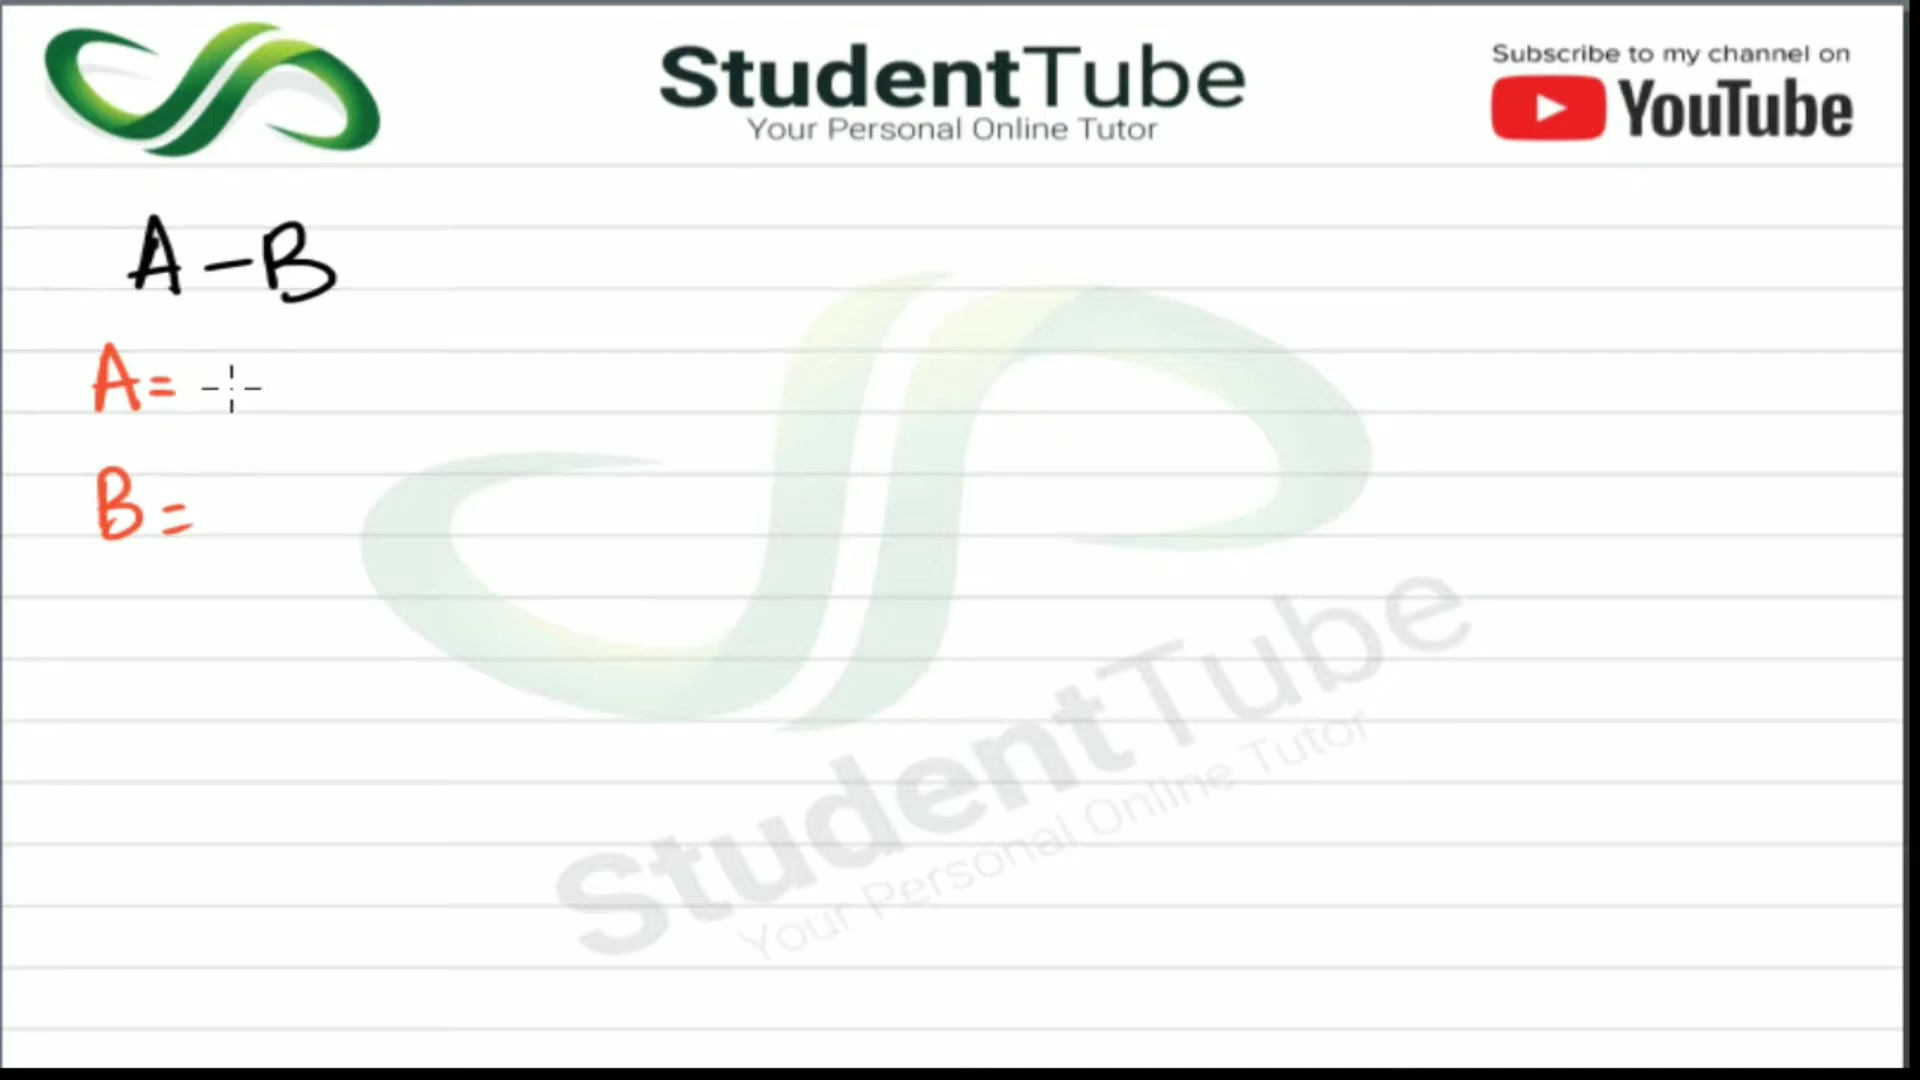 StudentTube
Your Personal Online Tutor
Subscribe to my channel on
YouTube
A-B
A=
B=
StudentTube
Your Personal Online Tutor